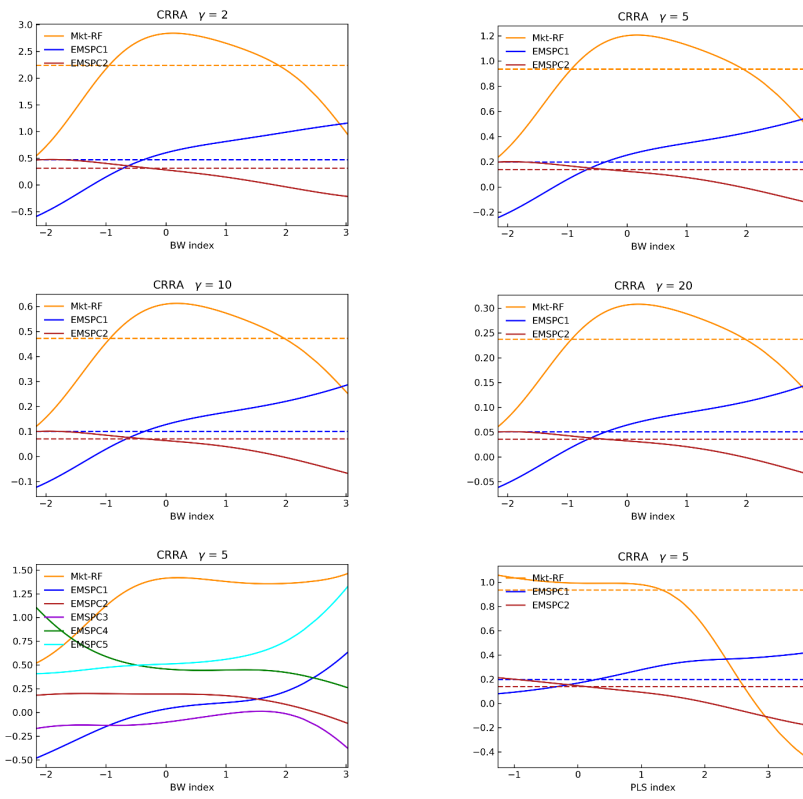 CRRA γ = 2
3.0
2.5
2.0
1.5
1.0
0.5
0.0
−0.5
Mkt-RF
EMSPC1
EMSPC2
−2 −1 0 1 2 3
BW index
CRRA γ = 5
1.2
1.0
0.8
0.6
0.4
0.2
0.0
−0.2
Mkt-RF
EMSPC1
EMSPC2
−2 −1 0 1 2 3
BW index
CRRA γ = 10
0.6
0.5
0.4
0.3
0.2
0.1
0.0
−0.1
Mkt-RF
EMSPC1
EMSPC2
−2 −1 0 1 2 3
BW index
CRRA γ = 20
0.30
0.25
0.20
0.15
0.10
0.05
0.00
−0.05
Mkt-RF
EMSPC1
EMSPC2
−2 −1 0 1 2 3
BW index
CRRA γ = 5
1.50
1.25
1.00
0.75
0.50
0.25
0.00
−0.25
−0.50
Mkt-RF
EMSPC1
EMSPC2
EMSPC3
EMSPC4
EMSPC5
−2 −1 0 1 2 3
BW index
CRRA γ = 5
1.0
0.8
0.6
0.4
0.2
0.0
−0.2
−0.4
Mkt-RF
EMSPC1
EMSPC2
−1 0 1 2 3
PLS index